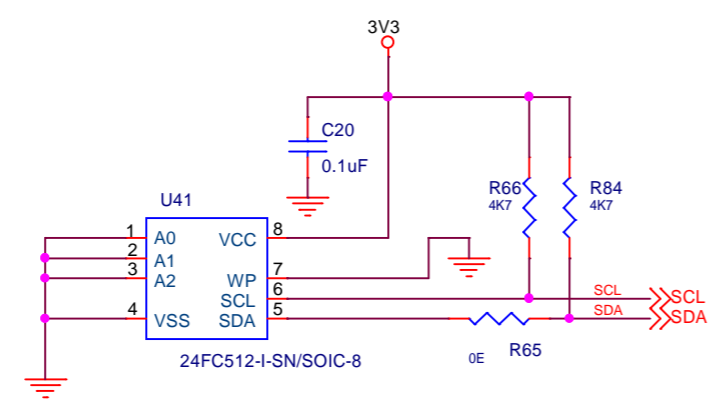 3V3
C20
0.1uF
R66
4K7
R84
4K7
U41
1 A0 VCC 8
2 A1
3 A2 WP 7
SCL 6
4 VSS SDA 5
SCL SCL
SDA SDA
0E R65
24FC512-I-SN/SOIC-8